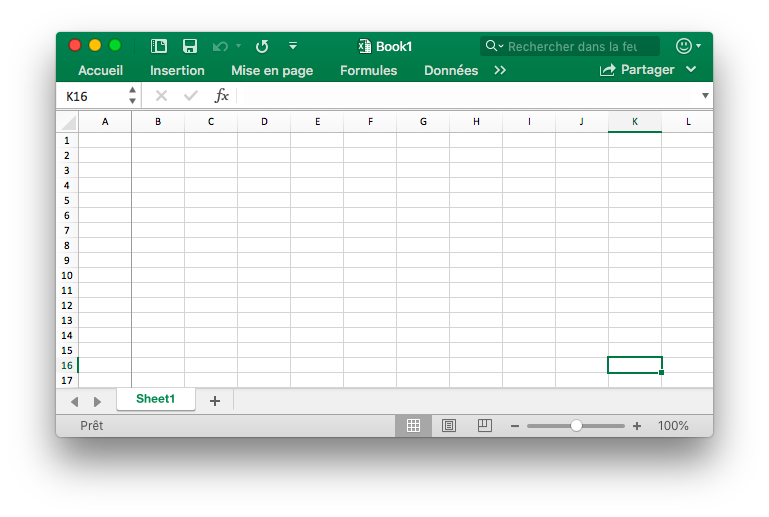 Book1
Rechercher dans la feu
Accueil Insertion Mise en page Formules Données >> Partager
K16 fx
A B C D E F G H I J K L
1
2
3
4
5
6
7
8
9
10
11
12
13
14
15
16
17
Sheet1 +
Prêt − + 100%